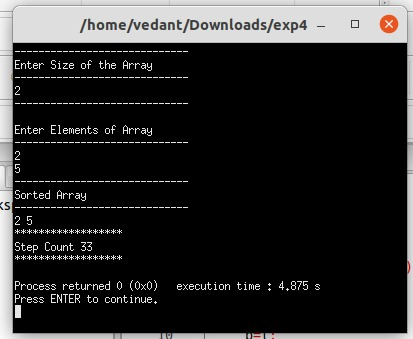 /home/vedant/Downloads/exp4
----------------------------
Enter Size of the Array
----------------------------
2
----------------------------
Enter Elements of Array
----------------------------
2
5
----------------------------
Sorted Array
----------------------------
2 5
******************
Step Count 33
******************
Process returned 0 (0x0)   execution time : 4.875 s
Press ENTER to continue.